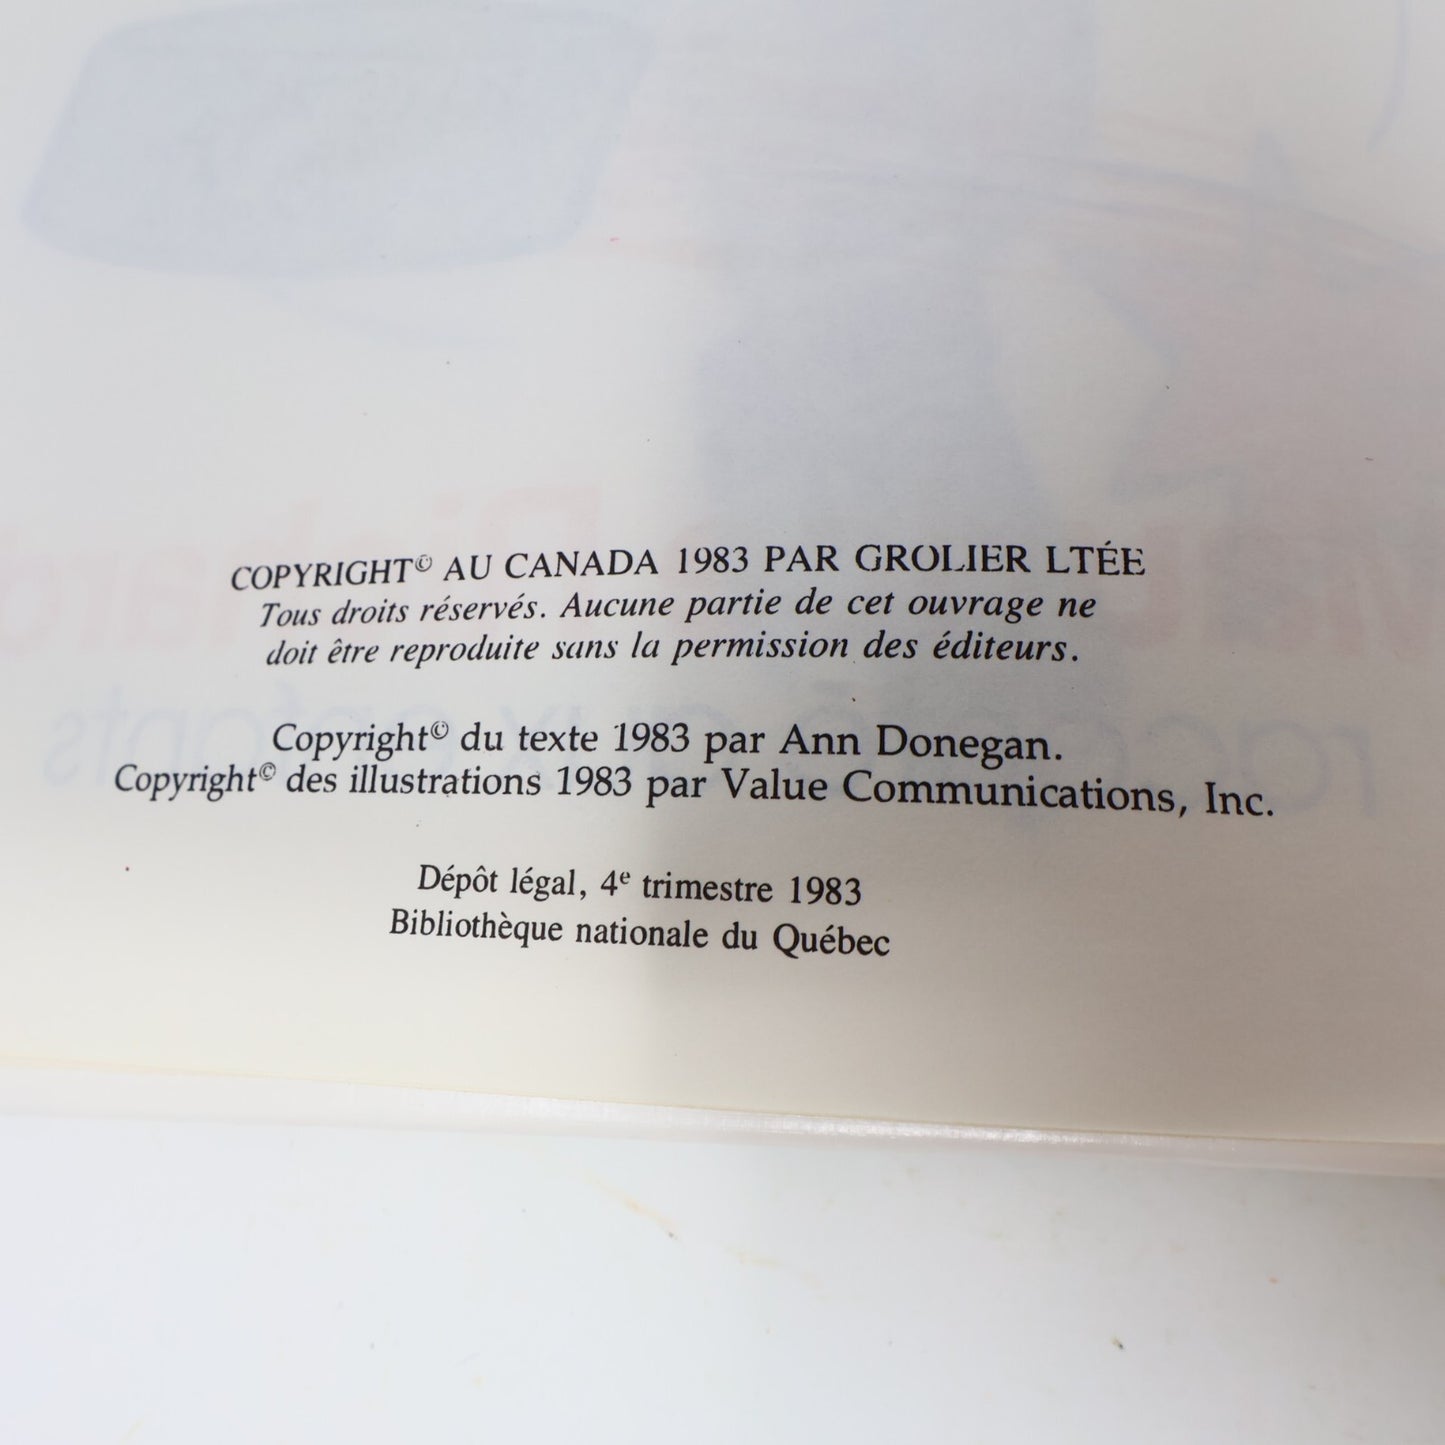 COPYRIGHT© AU CANADA 1983 PAR GROLIER LTÉE
Tous droits réservés. Aucune partie de cet ouvrage ne
doit être reproduite sans la permission des éditeurs.
Copyright© du texte 1983 par Ann Donegan.
Copyright© des illustrations 1983 par Value Communications, Inc.
Dépôt légal, 4e trimestre 1983
Bibliothèque nationale du Québec